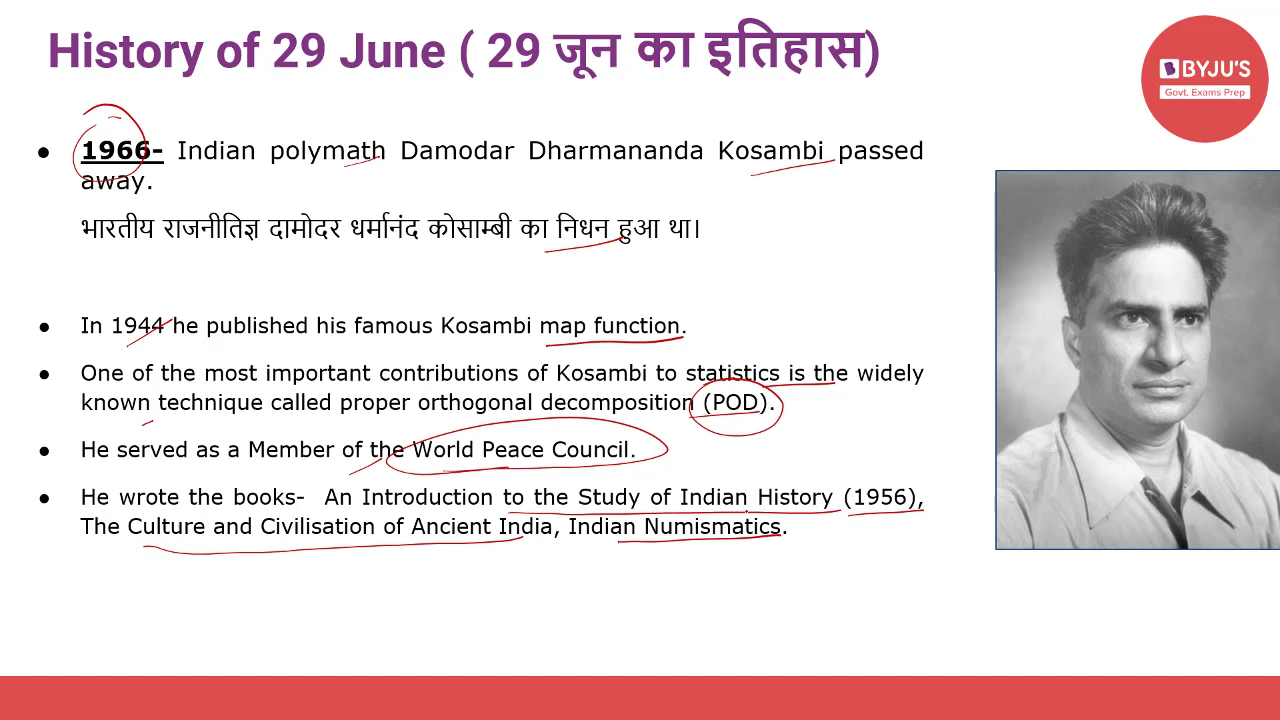 History of 29 June ( 29 जून का इतिहास)
BYJU'S
Govt. Exams Prep
● 1966- Indian polymath Damodar Dharmananda Kosambi passed
away.
भारतीय राजनीतिज्ञ दामोदर धर्मानंद कोसाम्बी का निधन हुआ था।
● In 1944 he published his famous Kosambi map function.
● One of the most important contributions of Kosambi to statistics is the widely
known technique called proper orthogonal decomposition (POD).
● He served as a Member of the World Peace Council.
● He wrote the books- An Introduction to the Study of Indian History (1956),
The Culture and Civilisation of Ancient India, Indian Numismatics.